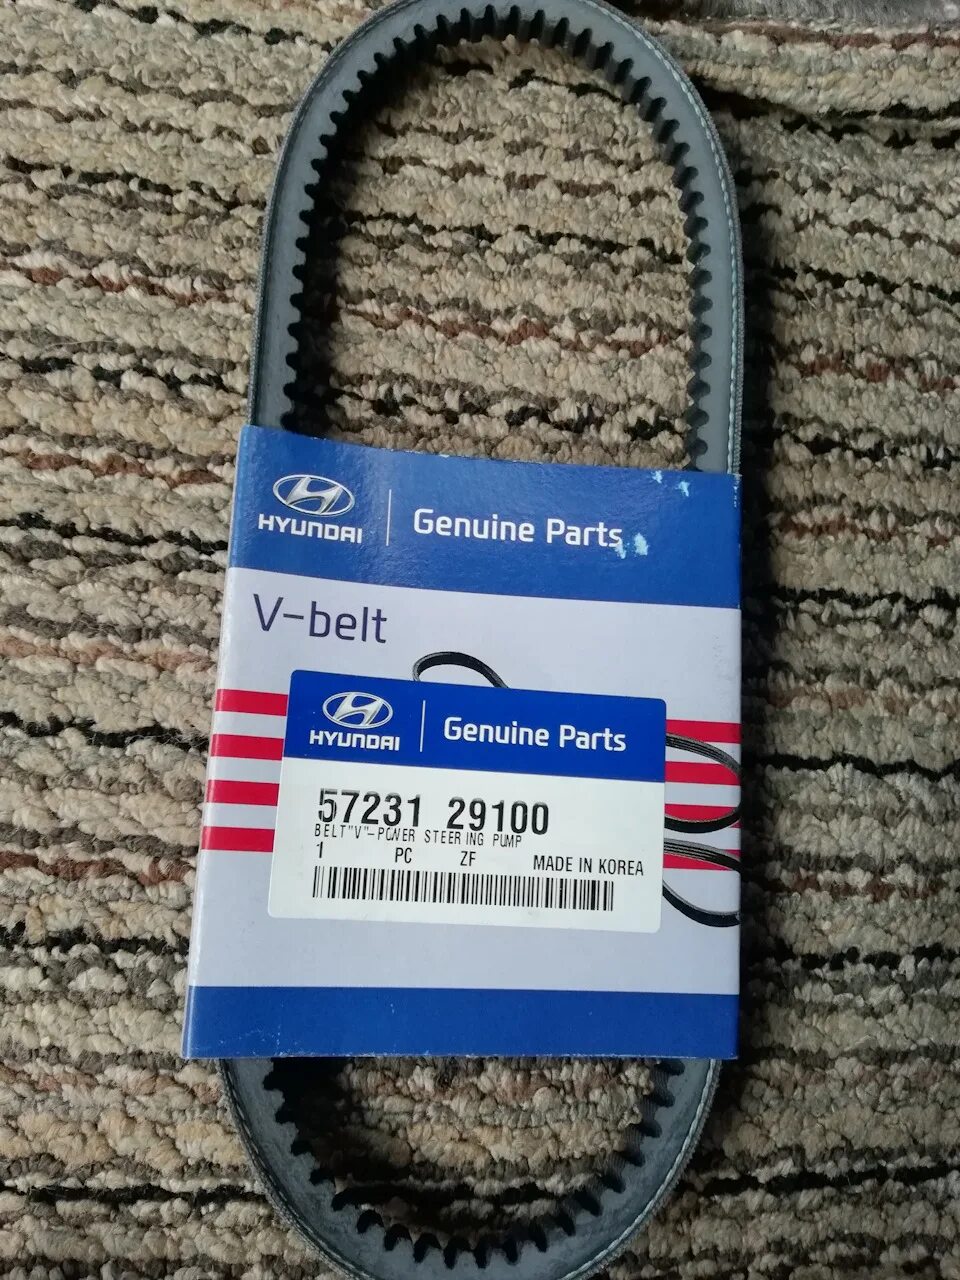 HYUNDAI
Genuine Parts
V-belt
HYUNDAI
Genuine Parts
57231 29100
BELT"V"-POWER STEERING PUMP
1 PC ZF MADE IN KOREA